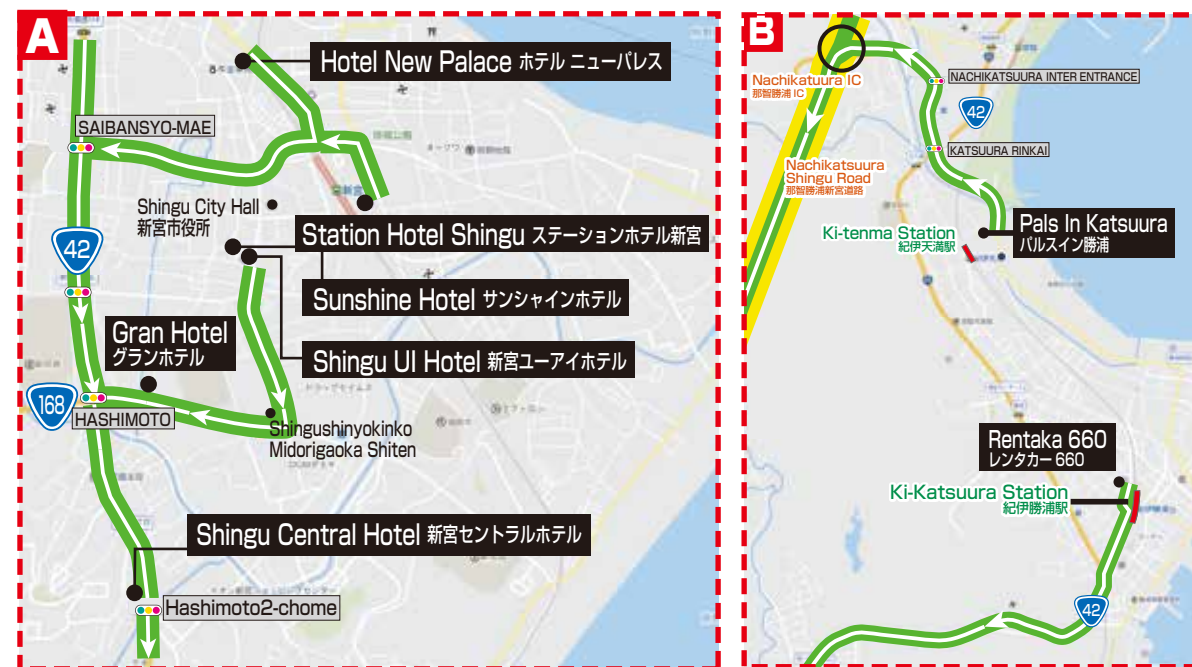 A
Hotel New Palace ホテル ニューパレス
SAIBANSYO-MAE
Shingu City Hall
新宮市役所
Station Hotel Shingu ステーションホテル新宮
42
Sunshine Hotel サンシャインホテル
Gran Hotel
グランホテル
Shingu UI Hotel 新宮ユーアイホテル
168
HASHIMOTO
Shingushinyokinko
Midorigaoka Shiten
Shingu Central Hotel 新宮セントラルホテル
Hashimoto2-chome
B
Nachikatuura IC
那智勝浦 IC
NACHIKATSUURA INTER ENTRANCE
42
KATSUURA RINKAI
Nachikatsuura
Shingu Road
那智勝浦新宮道路
Pals In Katsuura
パルスイン勝浦
Ki-tenma Station
紀伊天満駅
Rentaka 660
レンタカー 660
Ki-Katsuura Station
紀伊勝浦駅
42